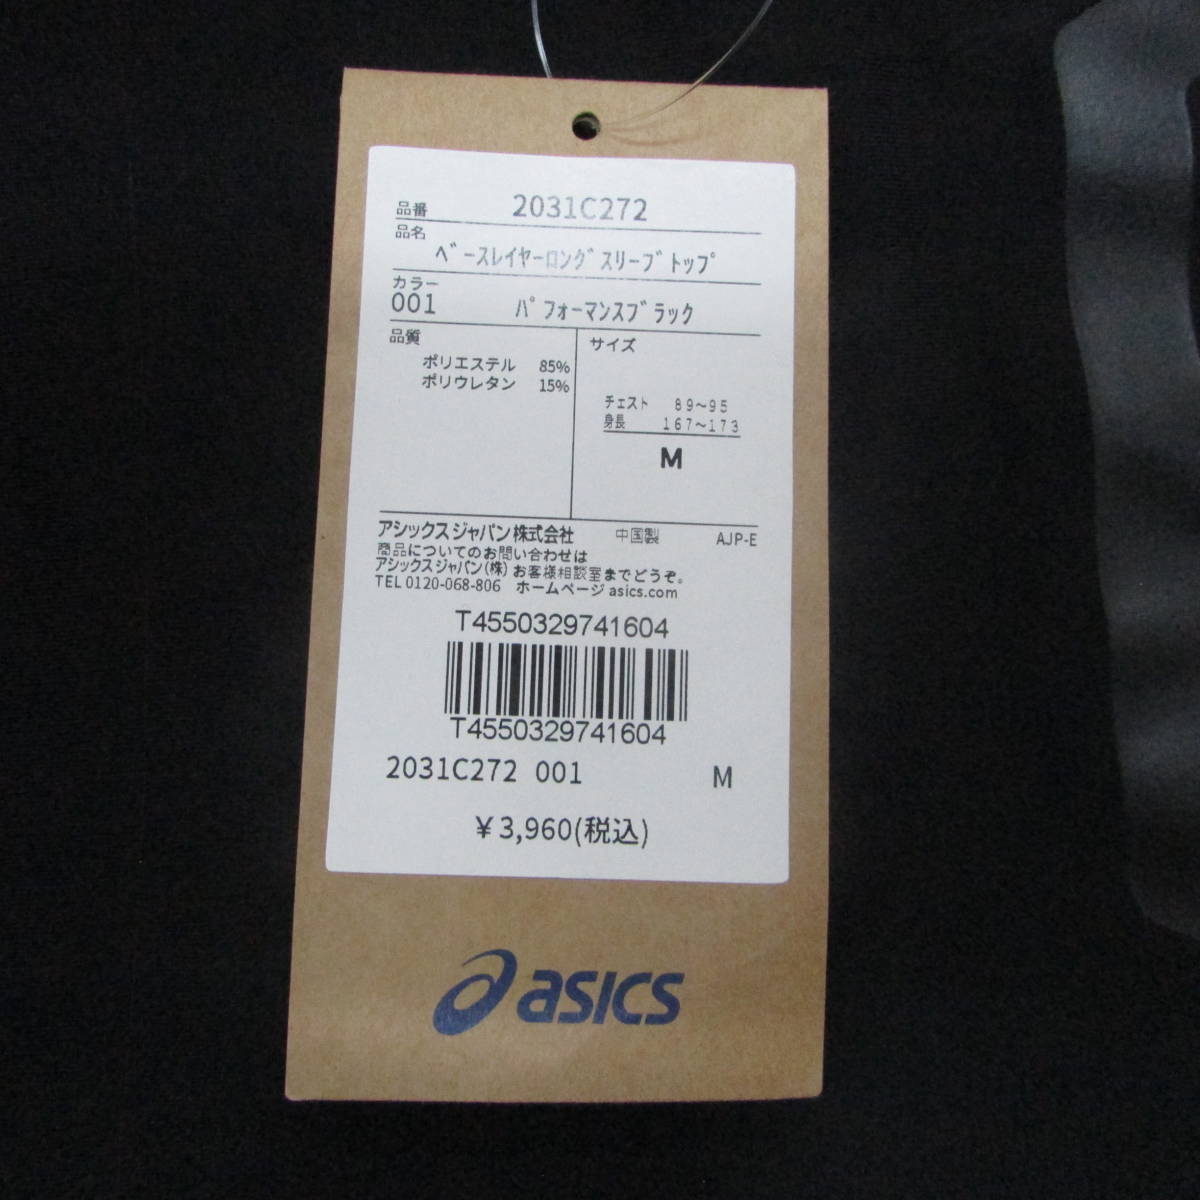 品番 2031C272
品名
ﾍﾞｰｽﾚｲﾔｰﾛﾝｸﾞｽﾘｰﾌﾞﾄｯﾌﾟ
カラー
001 ﾊﾟﾌｫｰﾏﾝｽﾌﾞﾗｯｸ
品質
ポリエステル 85%
ポリウレタン 15%
サイズ
チェスト 89～95
身長 167～173
M
アシックスジャパン株式会社 中国製 AJP-E
商品についてのお問い合わせは
アシックスジャパン(株)お客様相談室までどうぞ。
TEL 0120-068-806 ホームページ asics.com
T4550329741604
T4550329741604
2031C272 001 M
¥3,960(税込)
asics